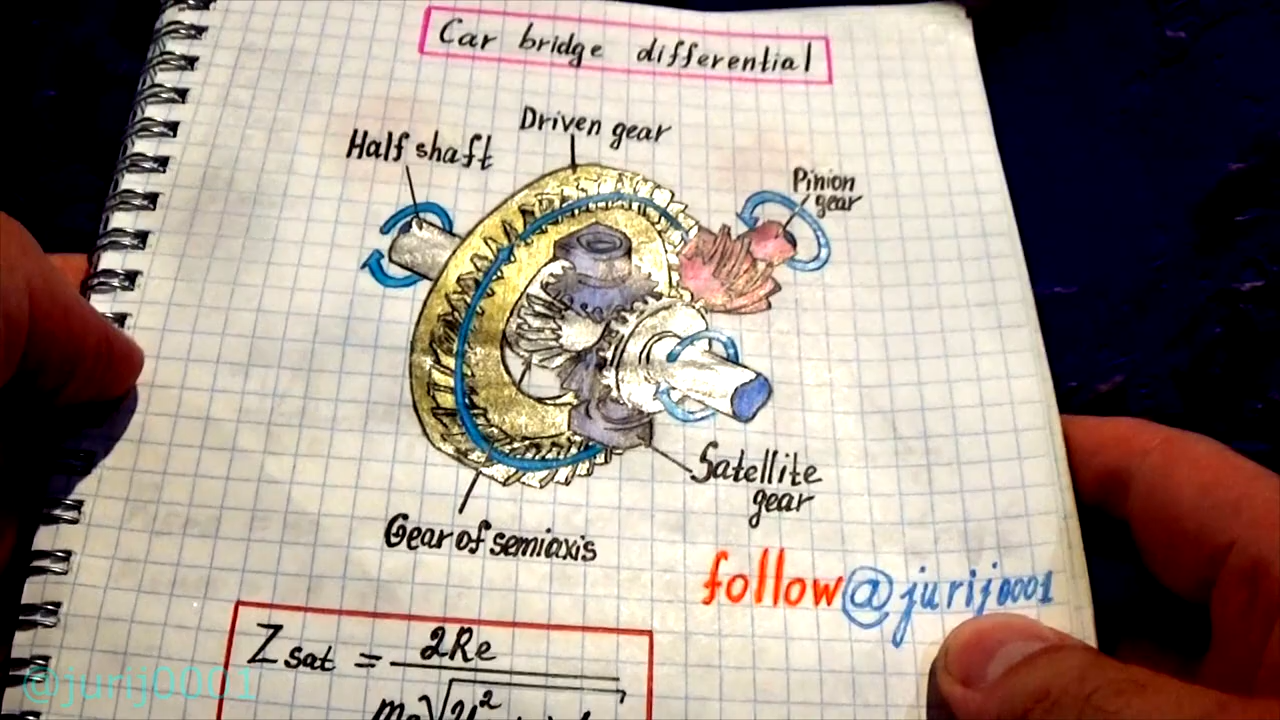 Car bridge differential
Driven gear
Half shaft
Pinion
gear
Satellite
gear
Gear of semiaxis
follow@jurij0001
Zsat = 2Re
@jurij0001